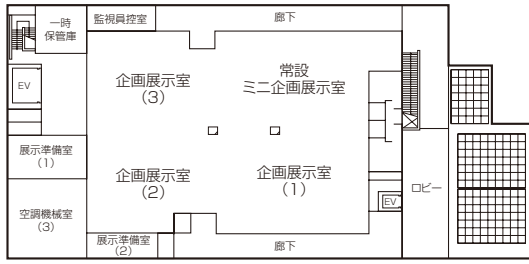 一時
保管庫
監視員控室
廊下
EV
企画展示室
(3)
常設
ミニ企画展示室
展示準備室
(1)
企画展示室
(2)
企画展示室
(1)
空調機械室
(3)
EV
ロビー
展示準備室
(2)
廊下